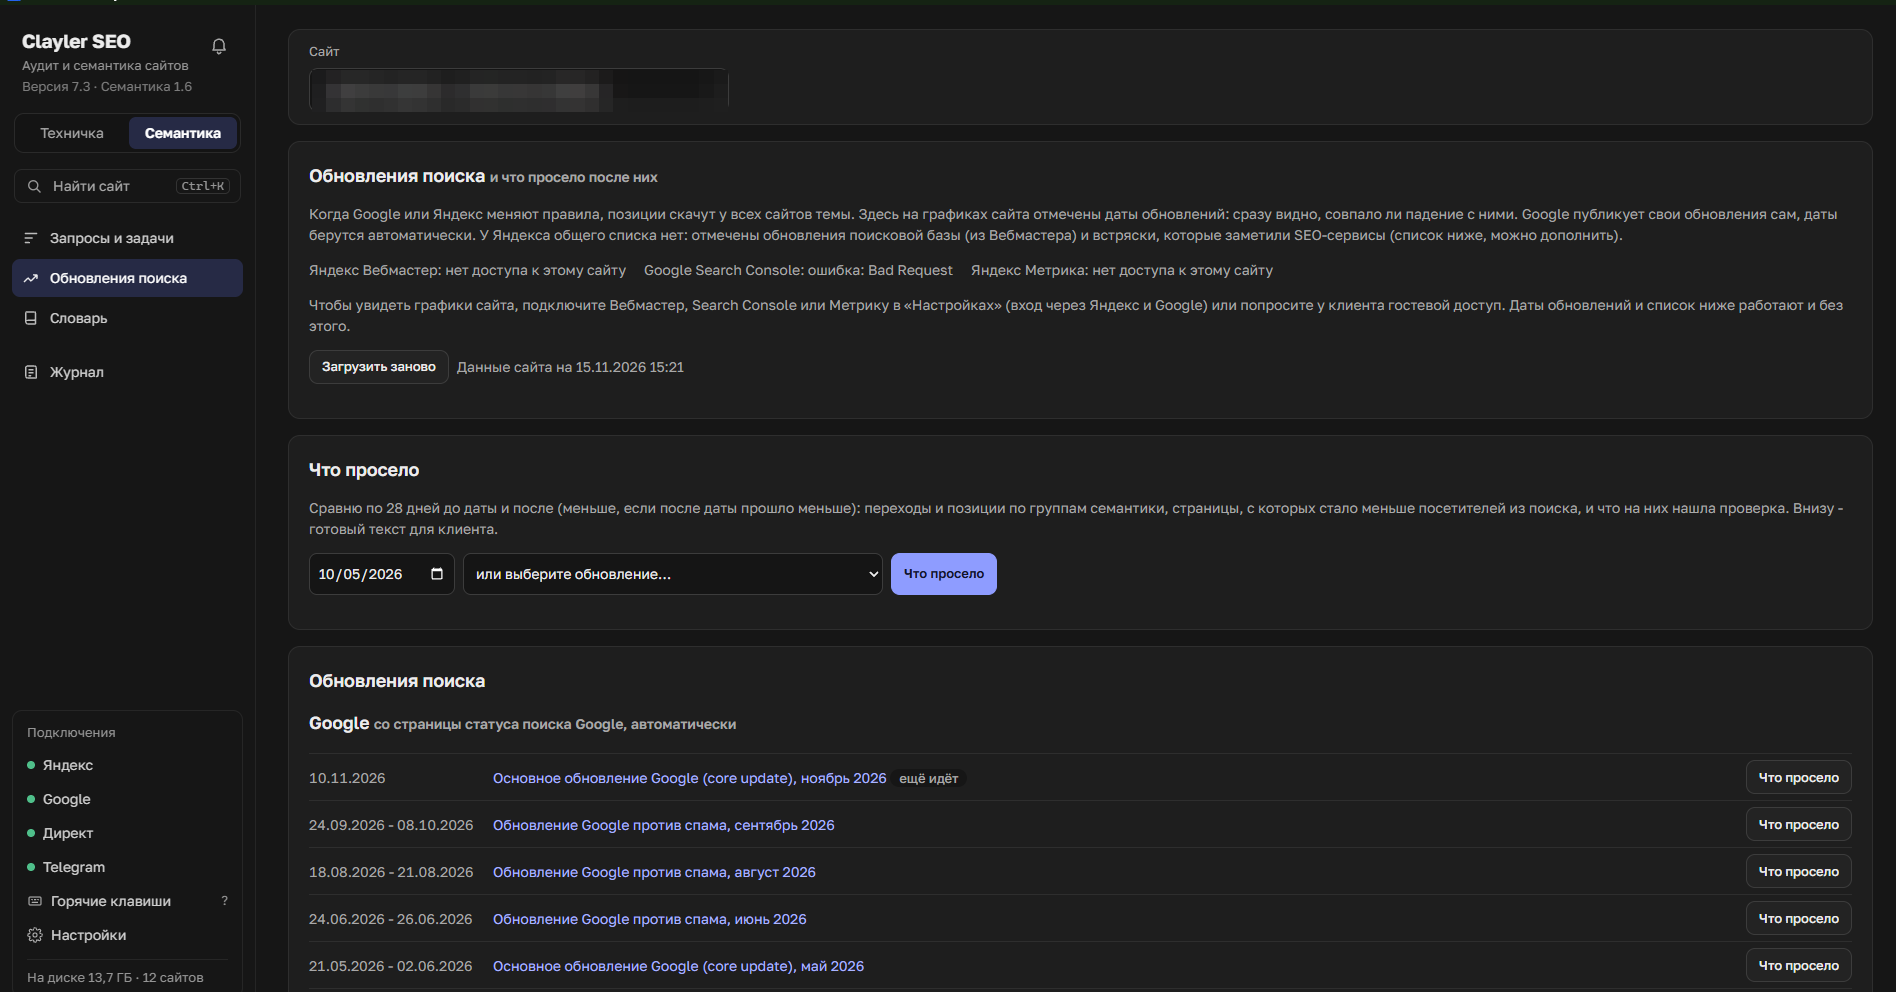 Clayler SEO
Аудит и семантика сайтов
Версия 7.3 · Семантика 1.6
Техничка
Семантика
Найти сайт
Ctrl+K
Запросы и задачи
Обновления поиска
Словарь
Журнал
Подключения
Яндекс
Google
Директ
Telegram
Горячие клавиши
?
Настройки
На диске 13,7 ГБ · 12 сайтов
Сайт
Обновления поиска и что просело после них
Когда Google или Яндекс меняют правила, позиции скачут у всех сайтов темы. Здесь на графиках сайта отмечены даты обновлений: сразу видно, совпало ли падение с ними. Google публикует свои обновления сам, даты
берутся автоматически. У Яндекса общего списка нет: отмечены обновления поисковой базы (из Вебмастера) и встряски, которые заметили SEO-сервисы (список ниже, можно дополнить).
Яндекс Вебмастер: нет доступа к этому сайту Google Search Console: ошибка: Bad Request Яндекс Метрика: нет доступа к этому сайту
Чтобы увидеть графики сайта, подключите Вебмастер, Search Console или Метрику в «Настройках» (вход через Яндекс и Google) или попросите у клиента гостевой доступ. Даты обновлений и список ниже работают и без
этого.
Загрузить заново Данные сайта на 15.11.2026 15:21
Что просело
Сравню по 28 дней до даты и после (меньше, если после даты прошло меньше): переходы и позиции по группам семантики, страницы, с которых стало меньше посетителей из поиска, и что на них нашла проверка. Внизу -
готовый текст для клиента.
10/05/2026 или выберите обновление... Что просело
Обновления поиска
Google со страницы статуса поиска Google, автоматически
10.11.2026 Основное обновление Google (core update), ноябрь 2026 ещё идёт Что просело
24.09.2026 - 08.10.2026 Обновление Google против спама, сентябрь 2026 Что просело
18.08.2026 - 21.08.2026 Обновление Google против спама, август 2026 Что просело
24.06.2026 - 26.06.2026 Обновление Google против спама, июнь 2026 Что просело
21.05.2026 - 02.06.2026 Основное обновление Google (core update), май 2026 Что просело